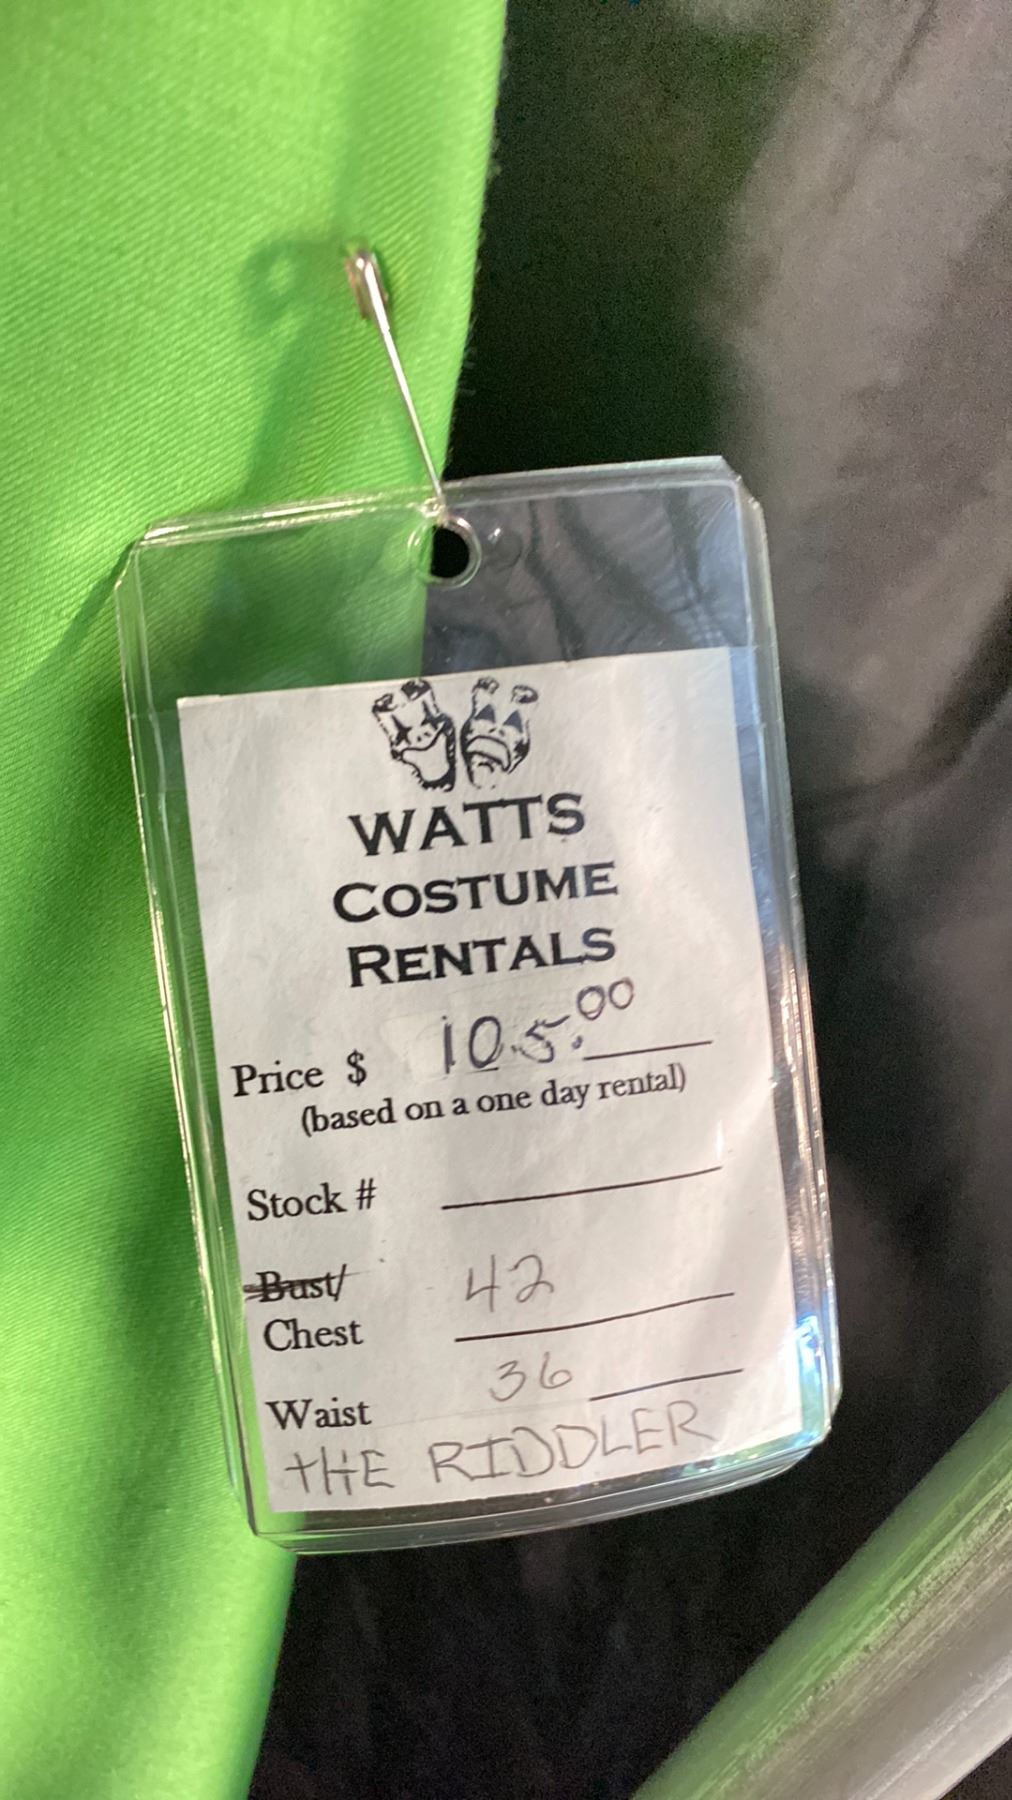 WATTS
COSTUME
RENTALS
Price $ 105.00
(based on a one day rental)
Stock #
Bust/ 42
Chest
Waist 36
THE RIDDLER